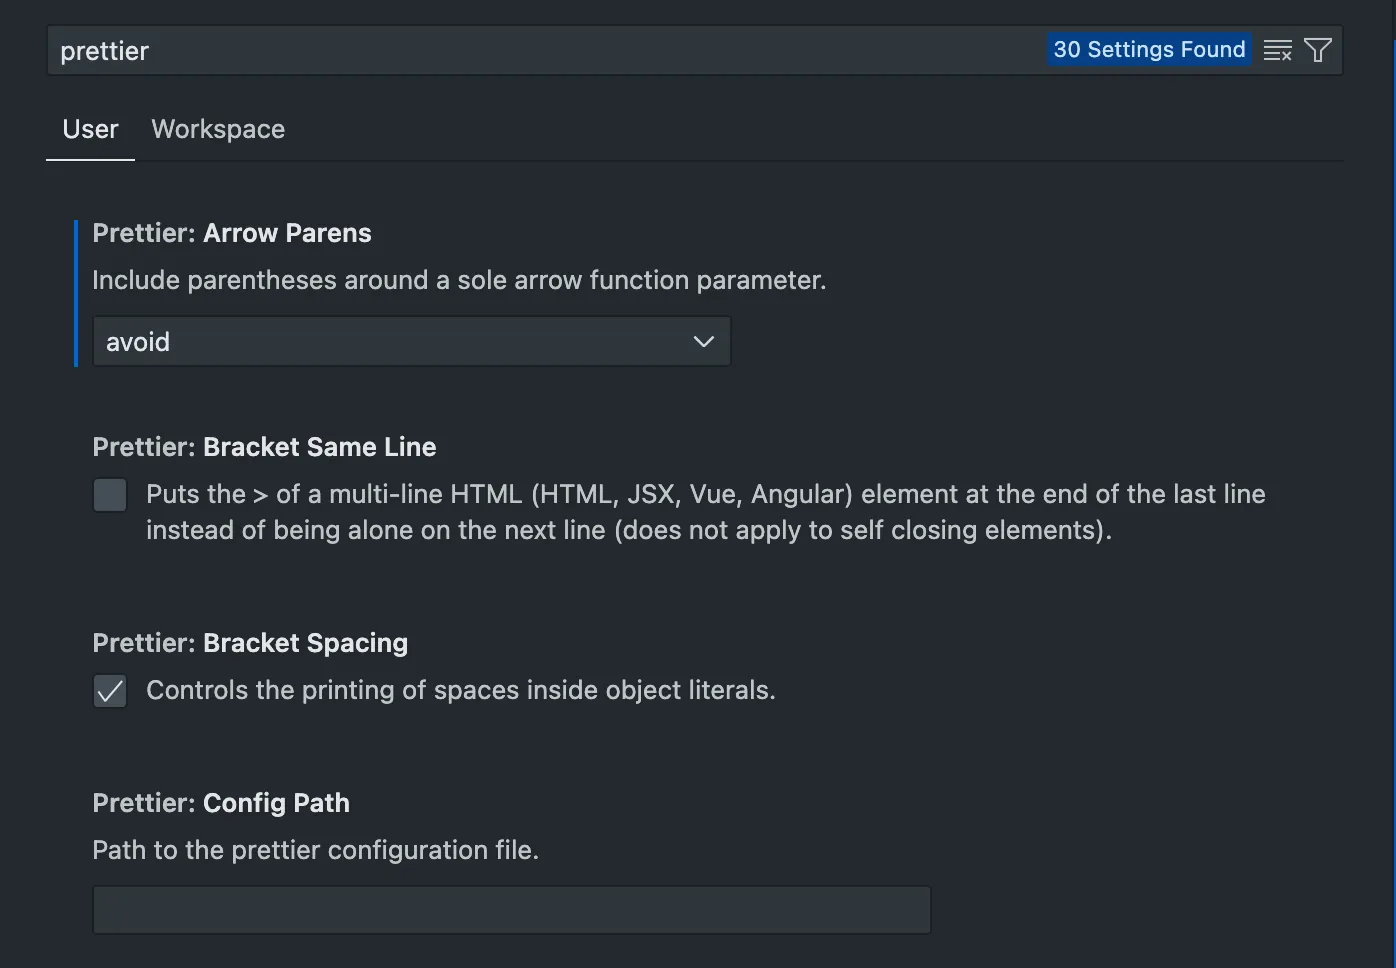 prettier
30 Settings Found
User
Workspace
Prettier: Arrow Parens
Include parentheses around a sole arrow function parameter.
avoid
Prettier: Bracket Same Line
Puts the > of a multi-line HTML (HTML, JSX, Vue, Angular) element at the end of the last line
instead of being alone on the next line (does not apply to self closing elements).
Prettier: Bracket Spacing
Controls the printing of spaces inside object literals.
Prettier: Config Path
Path to the prettier configuration file.